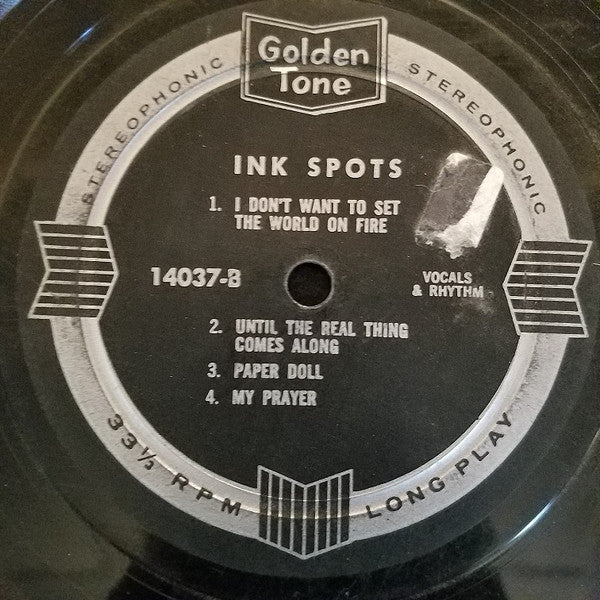 Golden
Tone
STEREOPHONIC
STEREOPHONIC
INK SPOTS
1. I DON'T WANT TO SET
THE WORLD ON FIRE
14037-B
VOCALS
& RHYTHM
2. UNTIL THE REAL THING
COMES ALONG
3. PAPER DOLL
4. MY PRAYER
33⅓ RPM
LONG PLAY